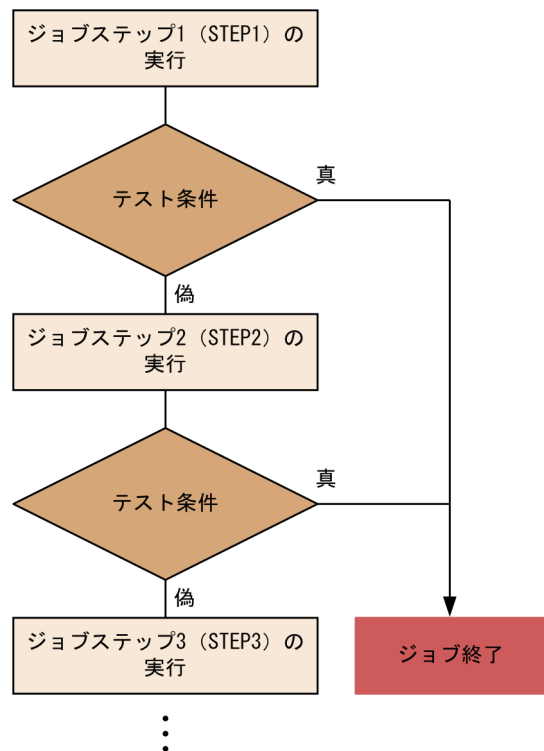 ジョブステップ1（STEP1）の
実行
テスト条件
真
偽
ジョブステップ2（STEP2）の
実行
テスト条件
真
偽
ジョブステップ3（STEP3）の
実行
ジョブ終了